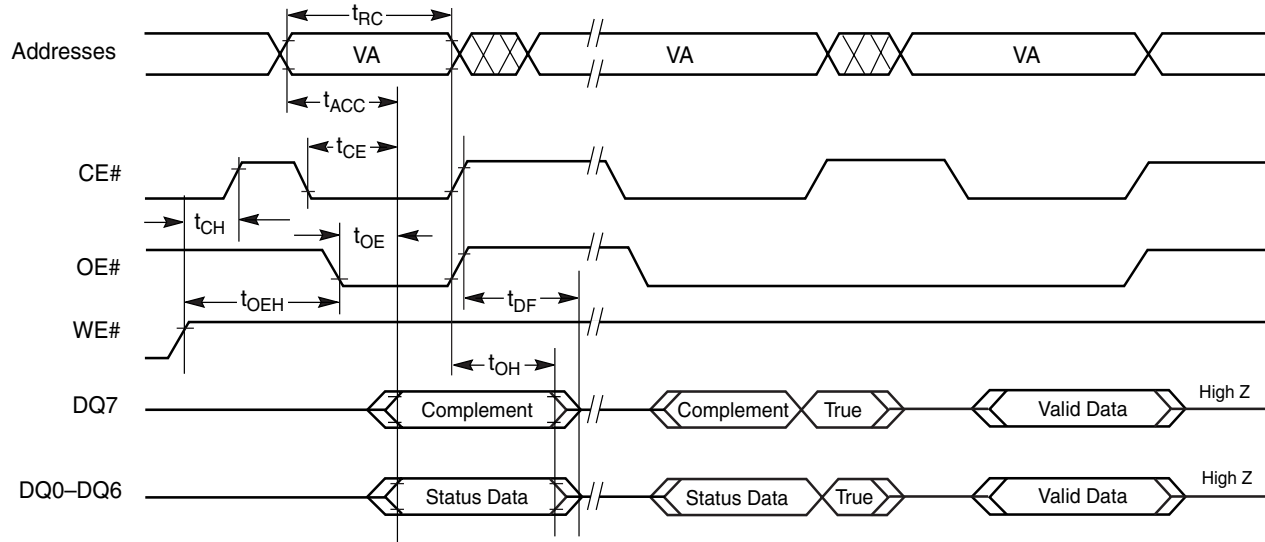 tRC
Addresses VA VA VA
tACC
tCE
CE#
tCH tOE
OE#
tOEH tDF
WE#
tOH
DQ7 Complement Complement True Valid Data High Z
DQ0–DQ6 Status Data Status Data True Valid Data High Z